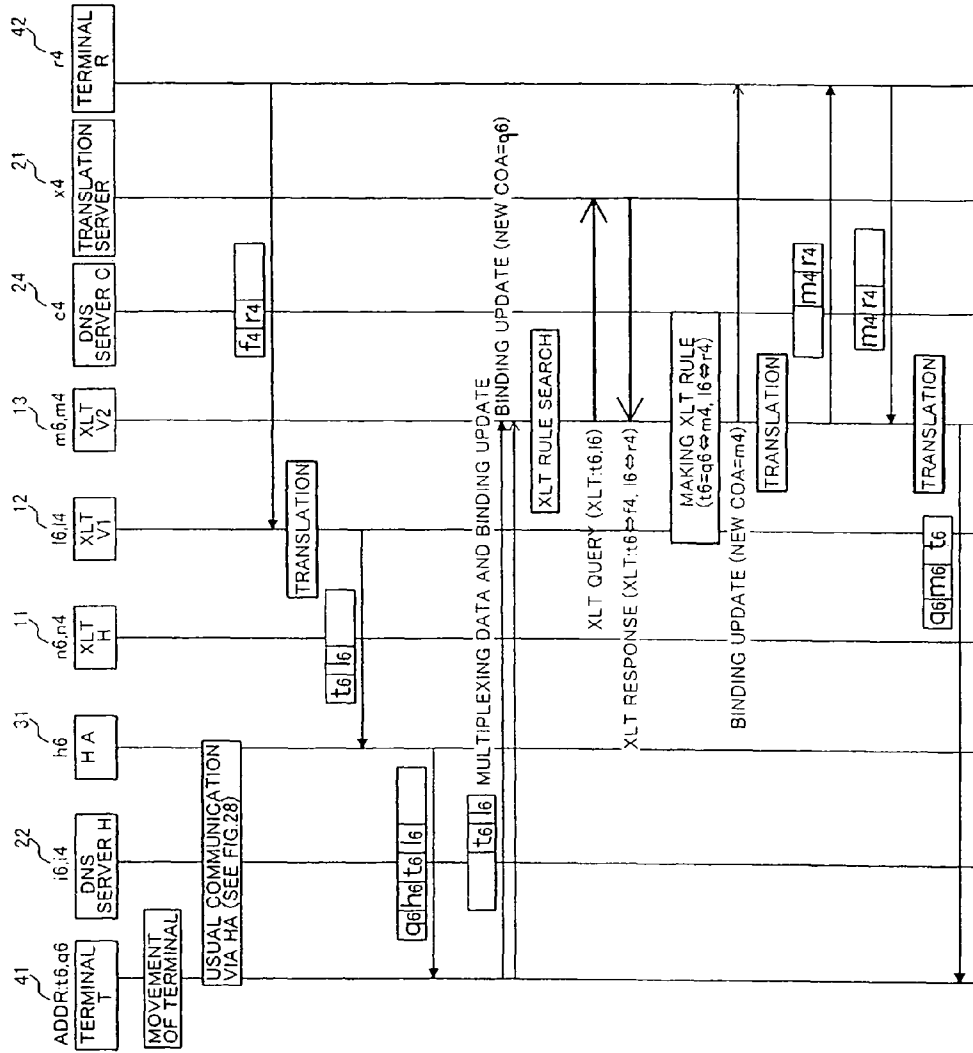 41
ADDR:t6,q6
TERMINAL
T
22
i6,i4
DNS
SERVER H
31
h6
H A
11
n6,n4
XLT
H
12
l6,l4
XLT
V1
13
m6,m4
XLT
V2
24
c4
DNS
SERVER C
21
x4
TRANSLATION
SERVER
42
r4
TERMINAL
R
MOVEMENT
OF TERMINAL
USUAL COMMUNICATION
VIA HA (SEE FIG.28)
f4 r4
TRANSLATION
t6 l6
q6 h6 t6 l6
t6 l6
MULTIPLEXING DATA AND BINDING UPDATE
BINDING UPDATE (NEW COA=q6)
XLT RULE SEARCH
XLT QUERY (XLT:t6,l6)
XLT RESPONSE (XLT:t6⇔f4, l6⇔r4)
MAKING XLT RULE
(t6=q6⇔m4, l6⇔r4)
BINDING UPDATE (NEW COA=m4)
TRANSLATION
m4 r4
m4 r4
TRANSLATION
q6 m6 t6